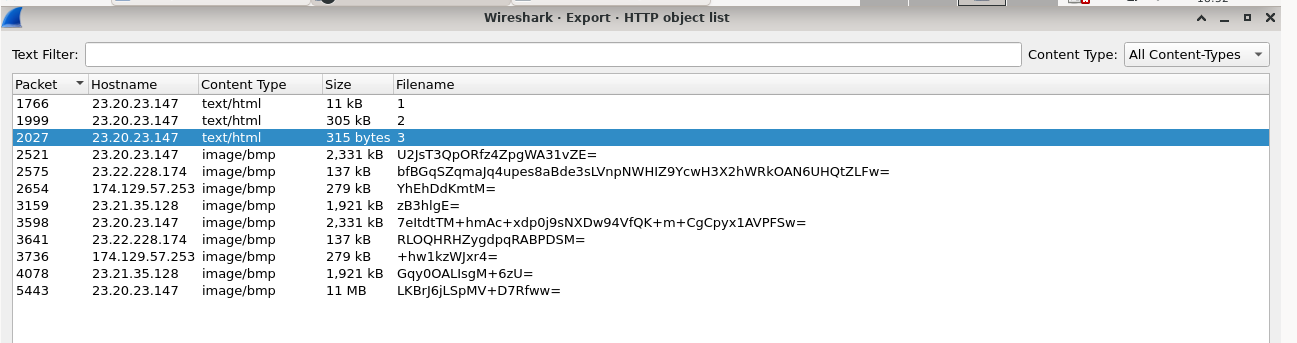 Wireshark · Export · HTTP object list
Text Filter: Content Type: All Content-Types
Packet Hostname Content Type Size Filename
1766 23.20.23.147 text/html 11 kB 1
1999 23.20.23.147 text/html 305 kB 2
2027 23.20.23.147 text/html 315 bytes 3
2521 23.20.23.147 image/bmp 2,331 kB U2JsT3QpORfz4ZpgWA31vZE=
2575 23.22.228.174 image/bmp 137 kB bfBGqSZqmaJq4upes8aBde3sLVnpNWHIZ9YcwH3X2hWRkOAN6UHQtZLFw=
2654 174.129.57.253 image/bmp 279 kB YhEhDdKmtM=
3159 23.21.35.128 image/bmp 1,921 kB zB3hlgE=
3598 23.20.23.147 image/bmp 2,331 kB 7eItdtTM+hmAc+xdp0j9sNXDw94VfQK+m+CgCpyx1AVPFSw=
3641 23.22.228.174 image/bmp 137 kB RLOQHRHZygdpqRABPDSM=
3736 174.129.57.253 image/bmp 279 kB +hw1kzWJxr4=
4078 23.21.35.128 image/bmp 1,921 kB Gqy0OALIsgM+6zU=
5443 23.20.23.147 image/bmp 11 MB LKBrJ6jLSpMV+D7Rfww=